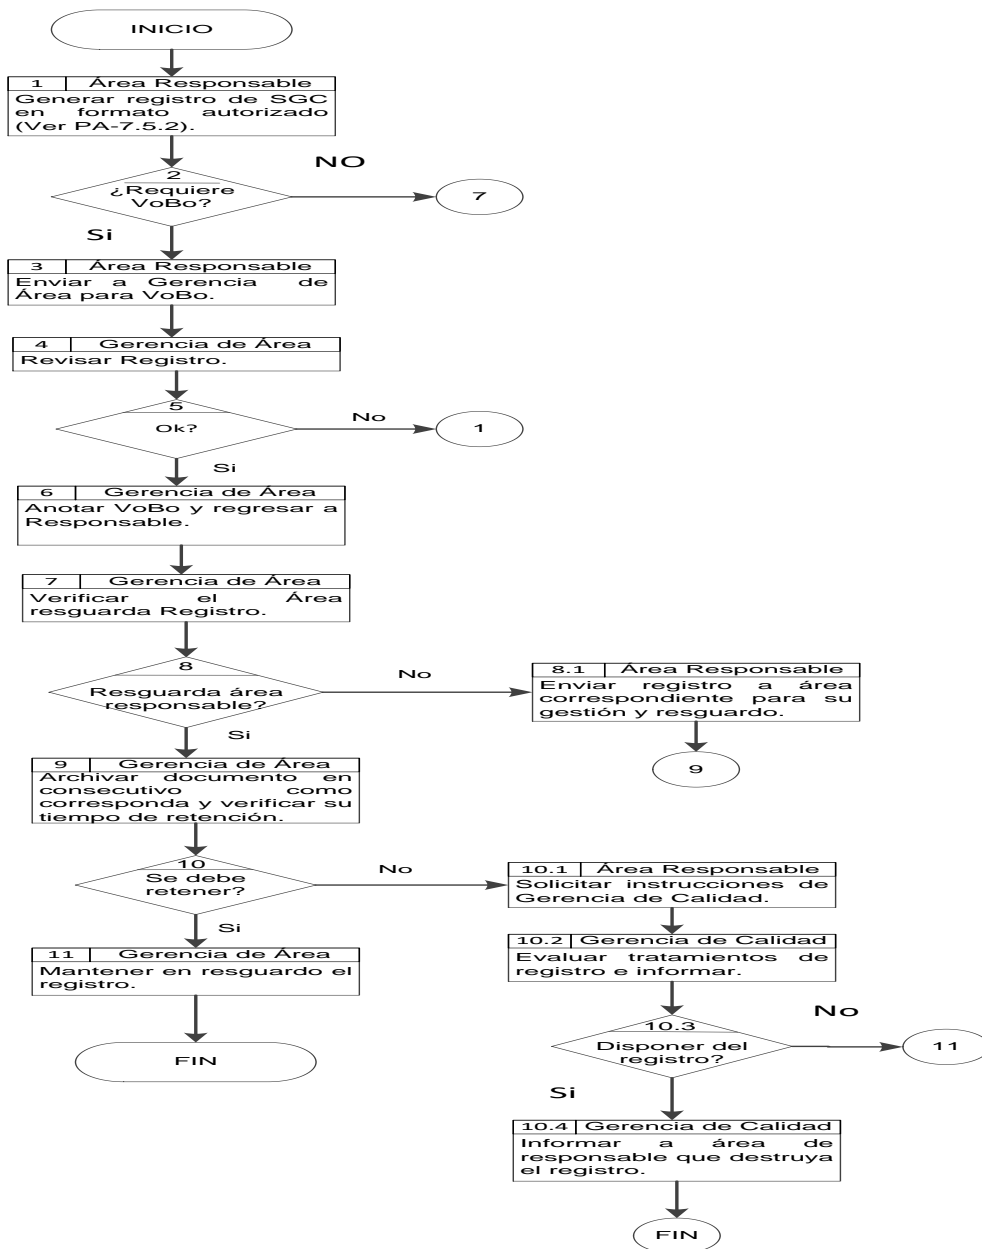 INICIO
1 Área Responsable
Generar registro de SGC
en formato autorizado
(Ver PA-7.5.2).
NO
2
¿Requiere
VoBo?
7
Si
3 Área Responsable
Enviar a Gerencia de
Área para VoBo.
4 Gerencia de Área
Revisar Registro.
5
Ok?
No
1
Si
6 Gerencia de Área
Anotar VoBo y regresar a
Responsable.
7 Gerencia de Área
Verificar el Área
resguarda Registro.
8
Resguarda área
responsable?
No
8.1 Área Responsable
Enviar registro a área
correspondiente para su
gestión y resguardo.
9
Si
9 Gerencia de Área
Archivar documento en
consecutivo como
corresponda y verificar su
tiempo de retención.
10
Se debe
retener?
No
10.1 Área Responsable
Solicitar instrucciones de
Gerencia de Calidad.
Si
11 Gerencia de Área
Mantener en resguardo el
registro.
FIN
10.2 Gerencia de Calidad
Evaluar tratamientos de
registro e informar.
10.3
Disponer del
registro?
No
11
Si
10.4 Gerencia de Calidad
Informar a área de
responsable que destruya
el registro.
FIN